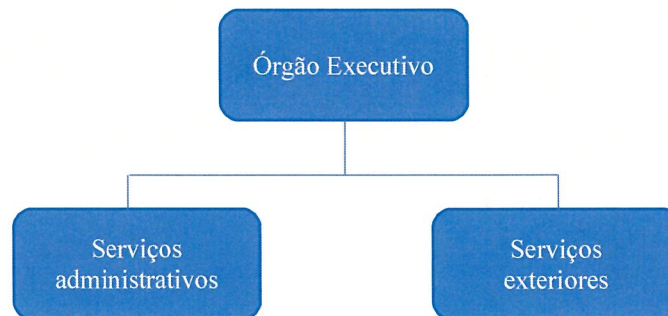 Órgão Executivo
Serviços
administrativos
Serviços
exteriores